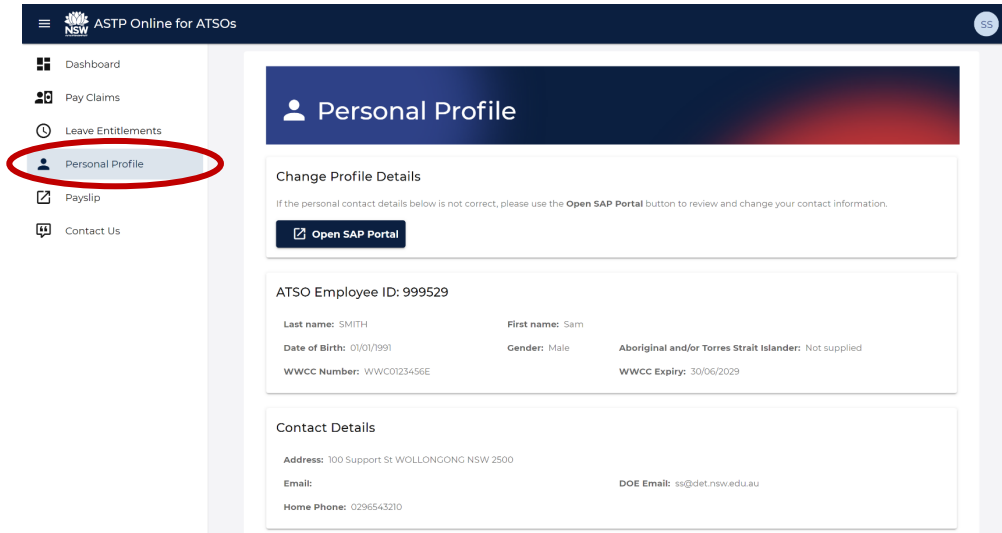 NSW
ASTP Online for ATSOs
SS
Dashboard
Pay Claims
Leave Entitlements
Personal Profile
Payslip
Contact Us
Personal Profile
Change Profile Details
If the personal contact details below is not correct, please use the Open SAP Portal button to review and change your contact information.
Open SAP Portal
ATSO Employee ID: 999529
Last name: SMITH First name: Sam
Date of Birth: 01/01/1991 Gender: Male Aboriginal and/or Torres Strait Islander: Not supplied
WWCC Number: WWC0123456E WWCC Expiry: 30/06/2029
Contact Details
Address: 100 Support St WOLLONGONG NSW 2500
Email: DOE Email: ss@det.nsw.edu.au
Home Phone: 0296543210